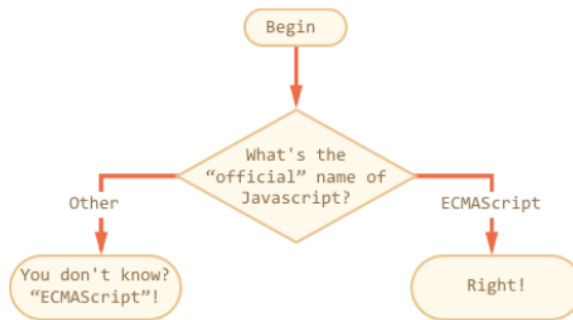 Begin
What's the
“official” name of
Javascript?
Other
ECMAScript
You don't know?
“ECMAScript”!
Right!